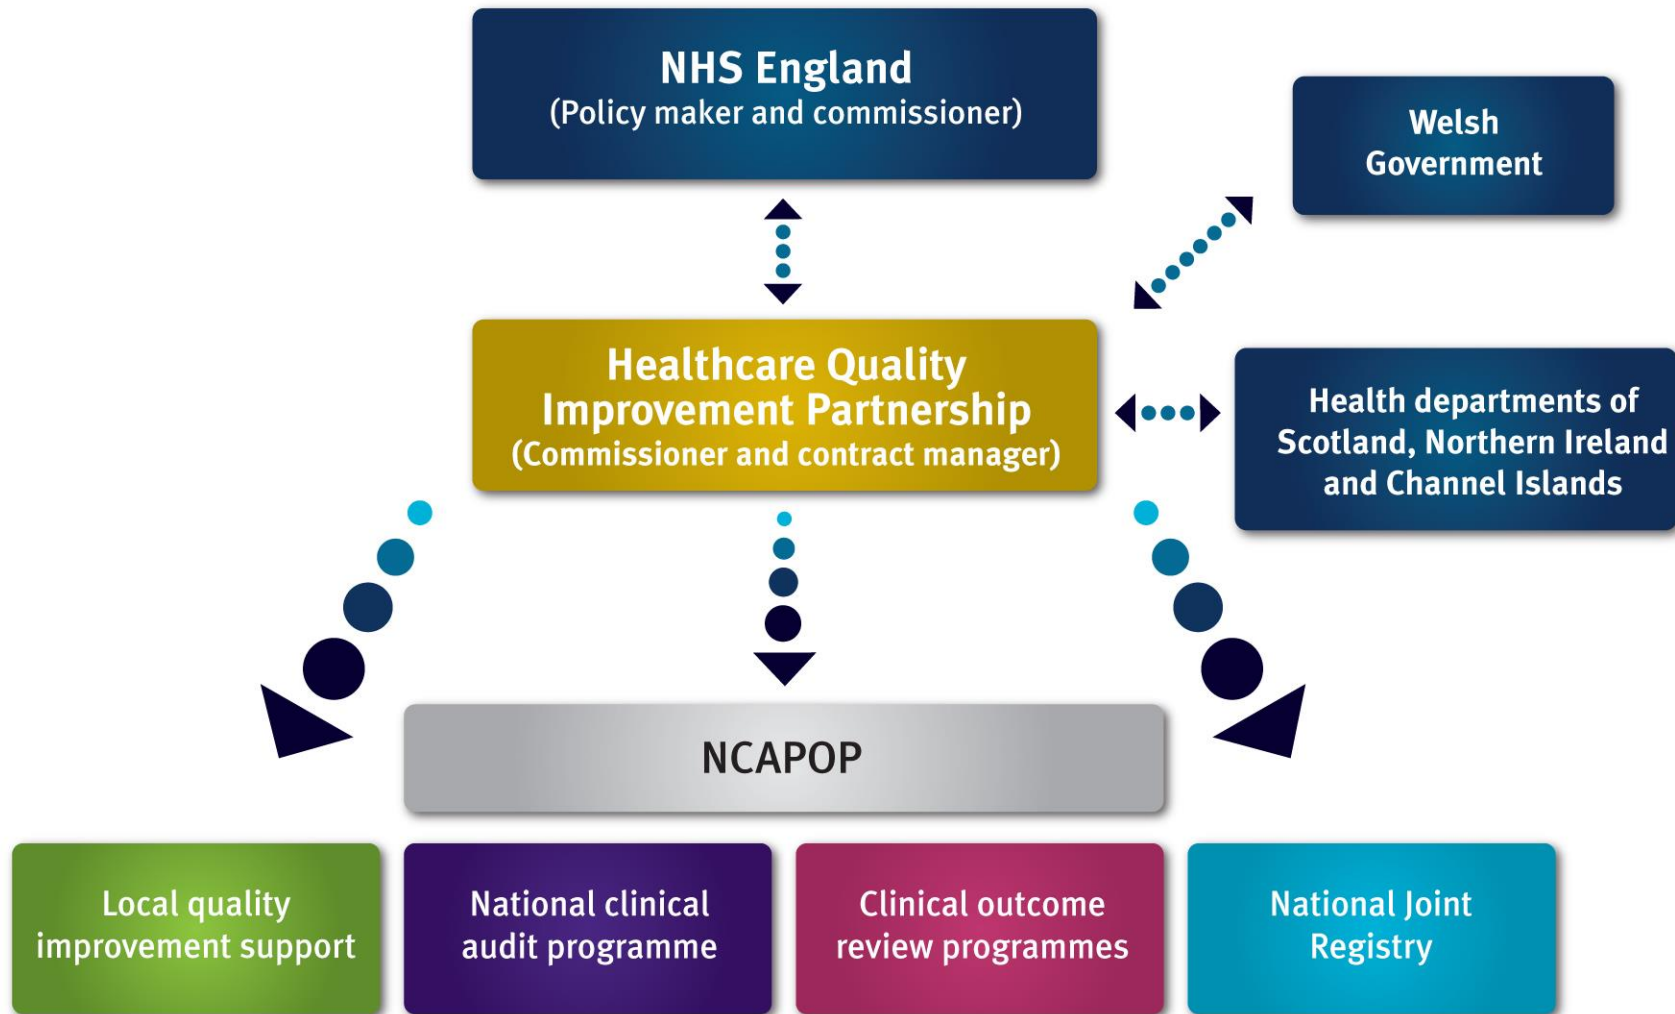 NHS England
(Policy maker and commissioner)
Welsh
Government
Healthcare Quality
Improvement Partnership
(Commissioner and contract manager)
Health departments of
Scotland, Northern Ireland
and Channel Islands
NCAPOP
Local quality
improvement support
National clinical
audit programme
Clinical outcome
review programmes
National Joint
Registry